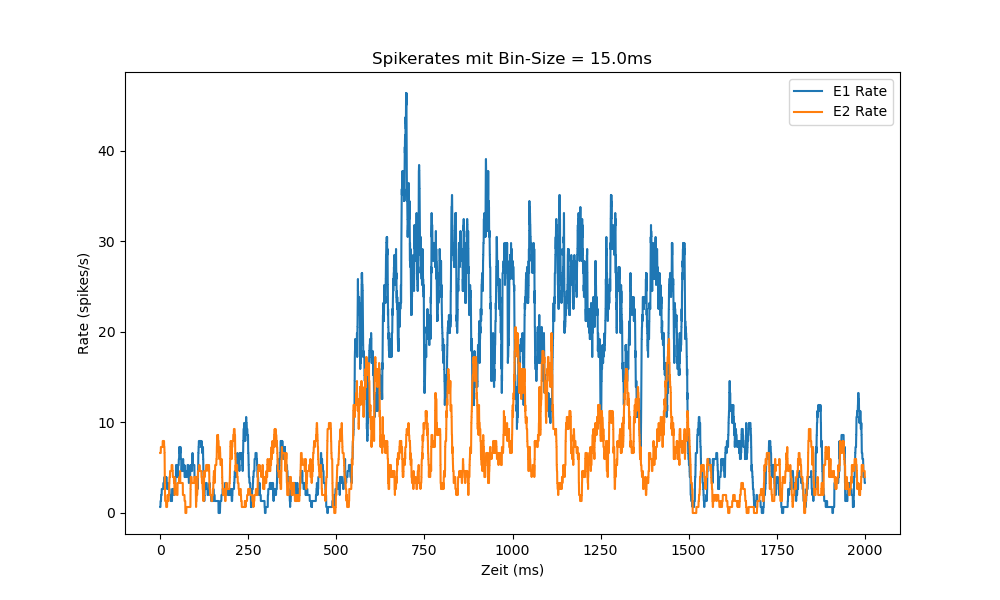 Spikerates mit Bin-Size = 15.0ms
E1 Rate
E2 Rate
Rate (spikes/s)
40
30
20
10
0
0 250 500 750 1000 1250 1500 1750 2000
Zeit (ms)